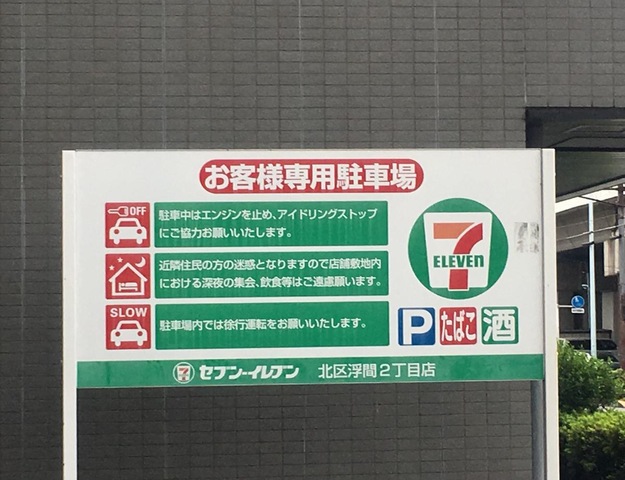 お客様専用駐車場
OFF
駐車中はエンジンを止め、アイドリングストップ
にご協力お願いいたします。
近隣住民の方の迷惑となりますので店舗敷地内
における深夜の集会、飲食等はご遠慮願います。
SLOW
駐車場内では徐行運転をお願いいたします。
7
ELEVEn
P たばこ 酒
セブン-イレブン 北区浮間2丁目店